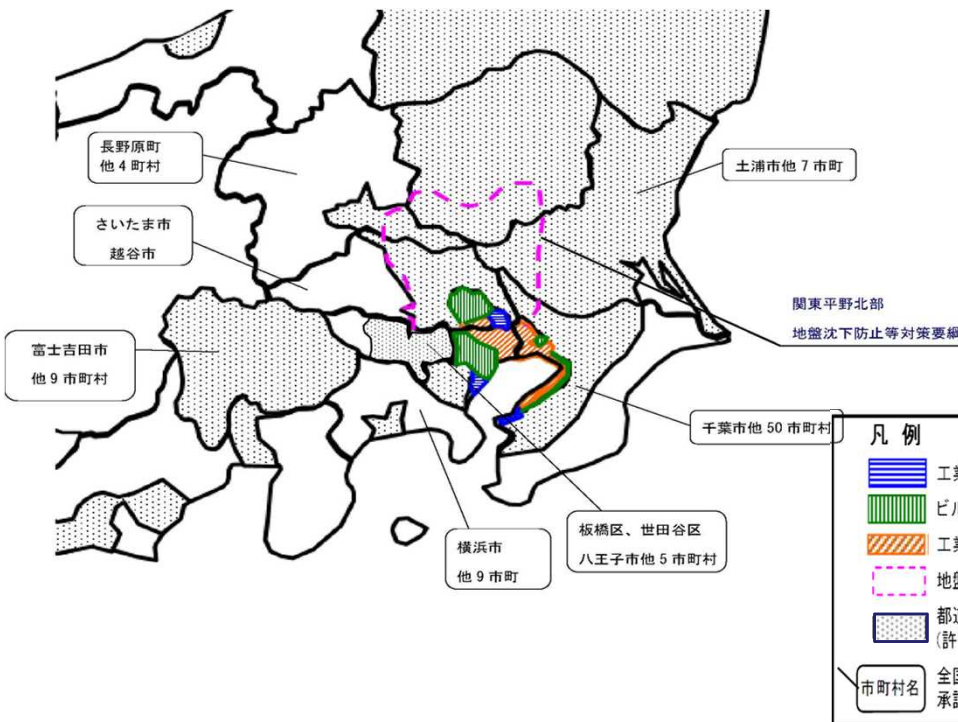 長野原町
他 4 町村
土浦市他 7 市町
さいたま市
越谷市
関東平野北部
地盤沈下防止等対策要綱
富士吉田市
他 9 市町村
千葉市他 50 市町村
横浜市
他 9 市町
板橋区、世田谷区
八王子市他 5 市町村
凡 例
工業
ビル
工業
地盤
都道
(許
市町村名
全国
承認